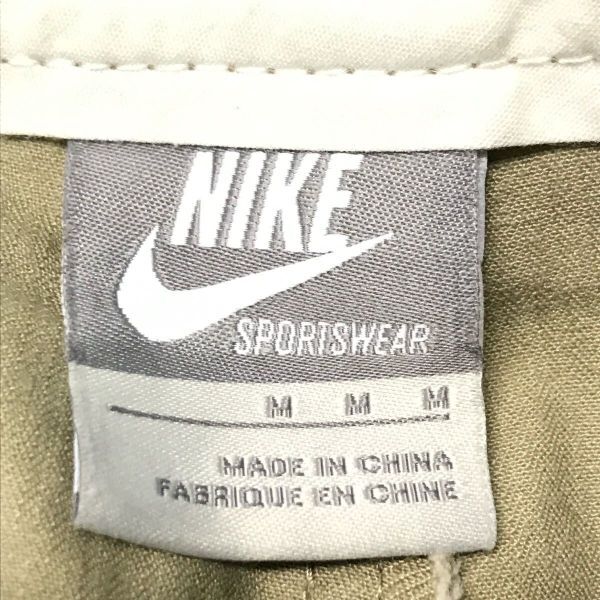 NIKE
SPORTSWEAR
M M M
MADE IN CHINA
FABRIQUE EN CHINE